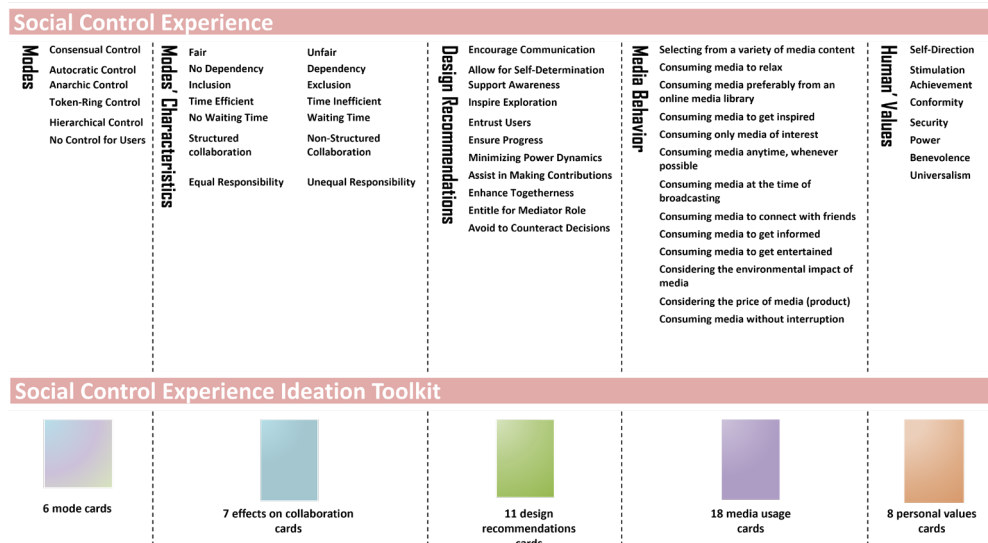 Social Control Experience
Modes
Consensual Control
Autocratic Control
Anarchic Control
Token-Ring Control
Hierarchical Control
No Control for Users
Modes' Characteristics
Fair
No Dependency
Inclusion
Time Efficient
No Waiting Time
Structured
collaboration
Equal Responsibility
Unfair
Dependency
Exclusion
Time Inefficient
Waiting Time
Non-Structured
Collaboration
Unequal Responsibility
Design Recommendations
Encourage Communication
Allow for Self-Determination
Support Awareness
Inspire Exploration
Entrust Users
Ensure Progress
Minimizing Power Dynamics
Assist in Making Contributions
Enhance Togetherness
Entitle for Mediator Role
Avoid to Counteract Decisions
Media Behavior
Selecting from a variety of media content
Consuming media to relax
Consuming media preferably from an
online media library
Consuming media to get inspired
Consuming only media of interest
Consuming media anytime, whenever
possible
Consuming media at the time of
broadcasting
Consuming media to connect with friends
Consuming media to get informed
Consuming media to get entertained
Considering the environmental impact of
media
Considering the price of media (product)
Consuming media without interruption
Human' Values
Self-Direction
Stimulation
Achievement
Conformity
Security
Power
Benevolence
Universalism
Social Control Experience Ideation Toolkit
6 mode cards
7 effects on collaboration
cards
11 design
recommendations
cards
18 media usage
cards
8 personal values
cards